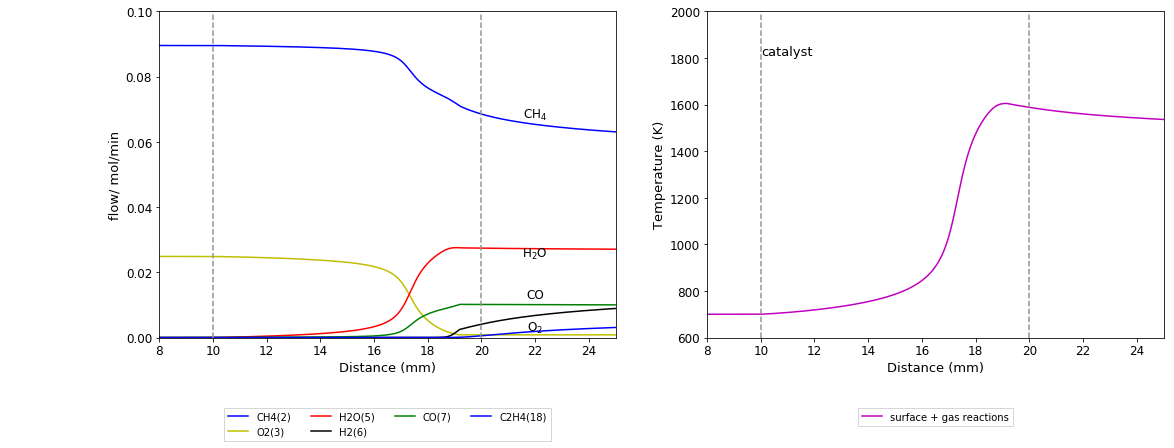 0.10
0.08
0.06
0.04
0.02
0.00
flow/ mol/min
CH4
H2O
CO
O2
8 10 12 14 16 18 20 22 24
Distance (mm)
CH4(2) H2O(5) CO(7) C2H4(18)
O2(3) H2(6)
2000
1800
1600
1400
1200
1000
800
600
Temperature (K)
catalyst
8 10 12 14 16 18 20 22 24
Distance (mm)
surface + gas reactions